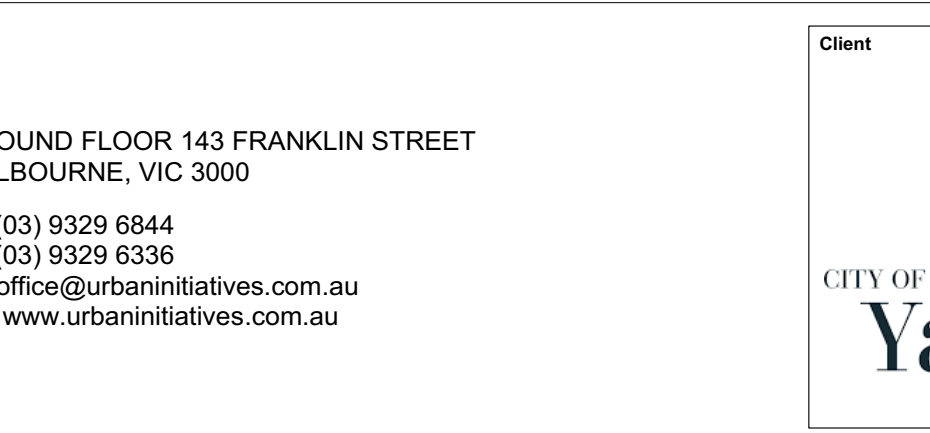 OUND FLOOR 143 FRANKLIN STREET
LBOURNE, VIC 3000
(03) 9329 6844
(03) 9329 6336
office@urbaninitiatives.com.au
www.urbaninitiatives.com.au
Client
CITY OF
Ya